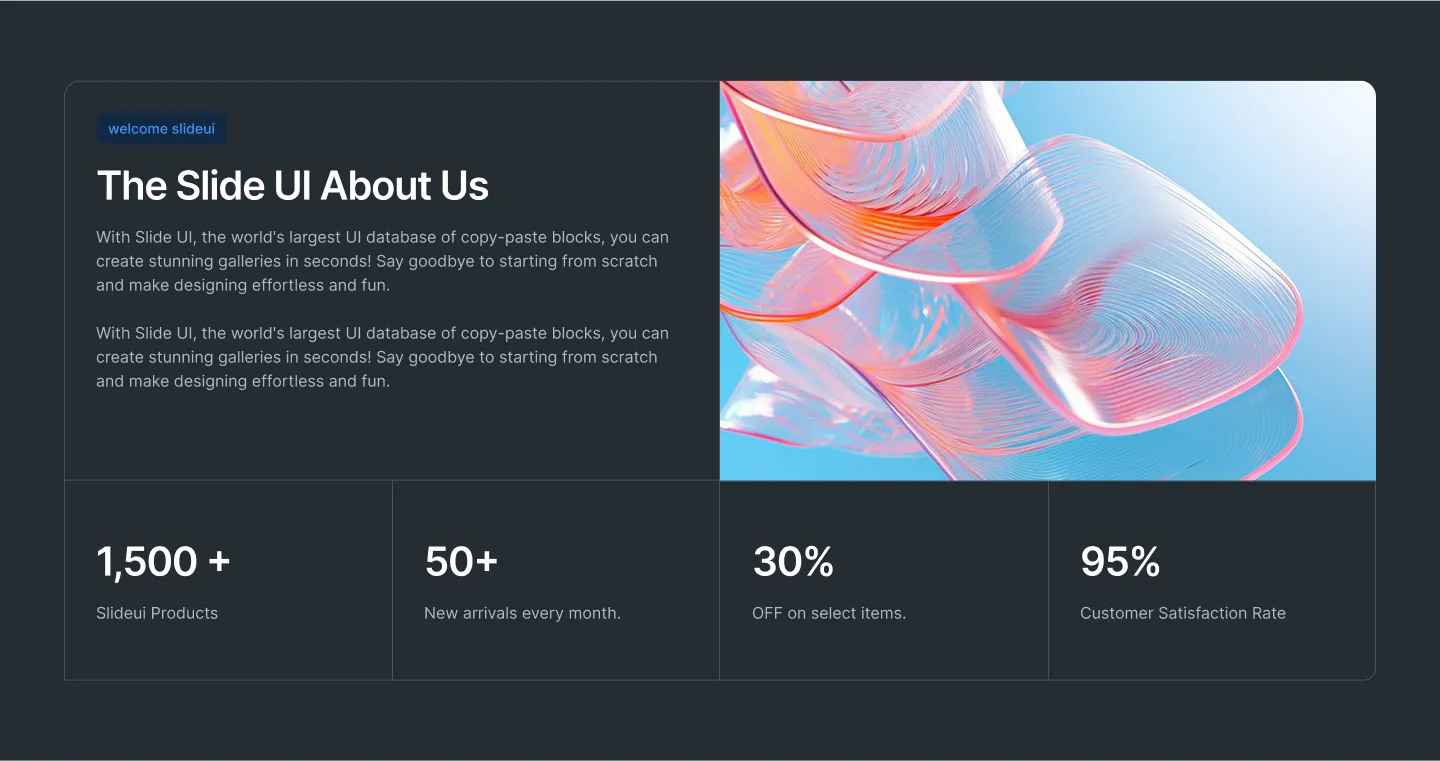 welcome slideui
The Slide UI About Us
With Slide UI, the world's largest UI database of copy-paste blocks, you can
create stunning galleries in seconds! Say goodbye to starting from scratch
and make designing effortless and fun.
With Slide UI, the world's largest UI database of copy-paste blocks, you can
create stunning galleries in seconds! Say goodbye to starting from scratch
and make designing effortless and fun.
1,500 +
Slideui Products
50+
New arrivals every month.
30%
OFF on select items.
95%
Customer Satisfaction Rate